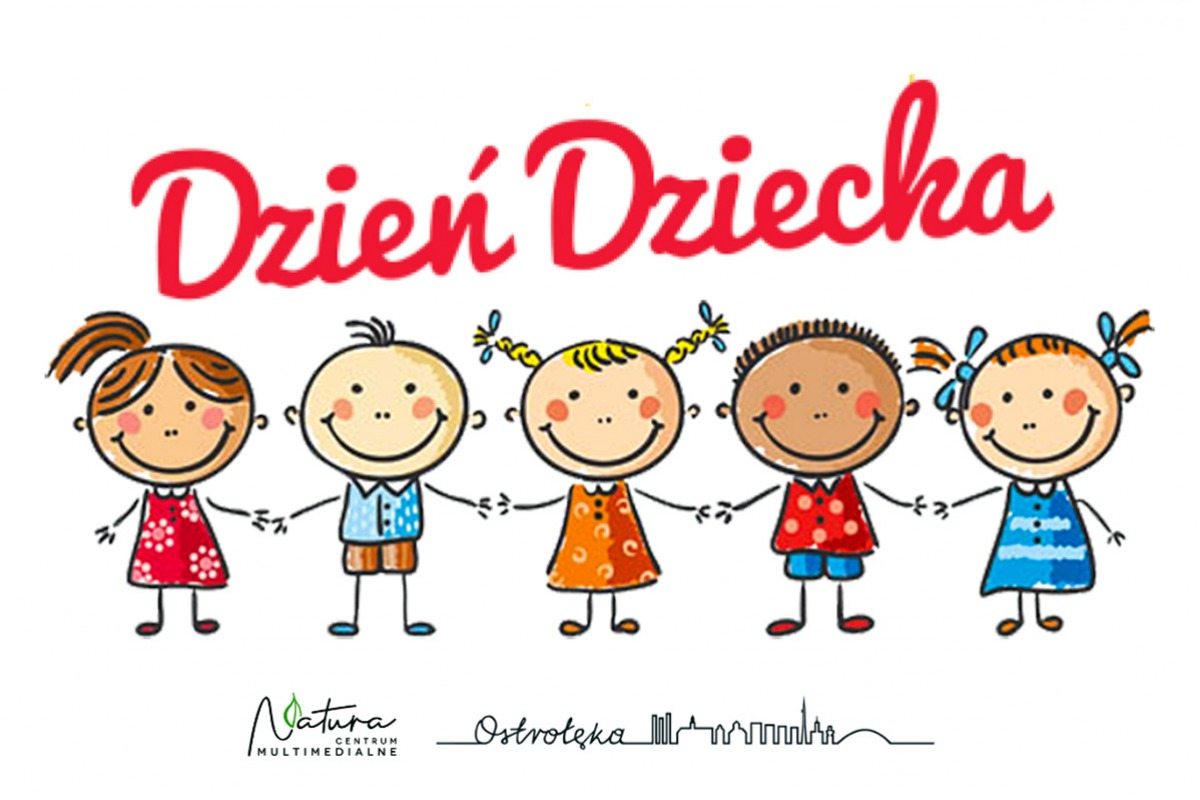 Dzień Dziecka
Natura
CENTRUM
MULTIMEDIALNE
Ostrołęka